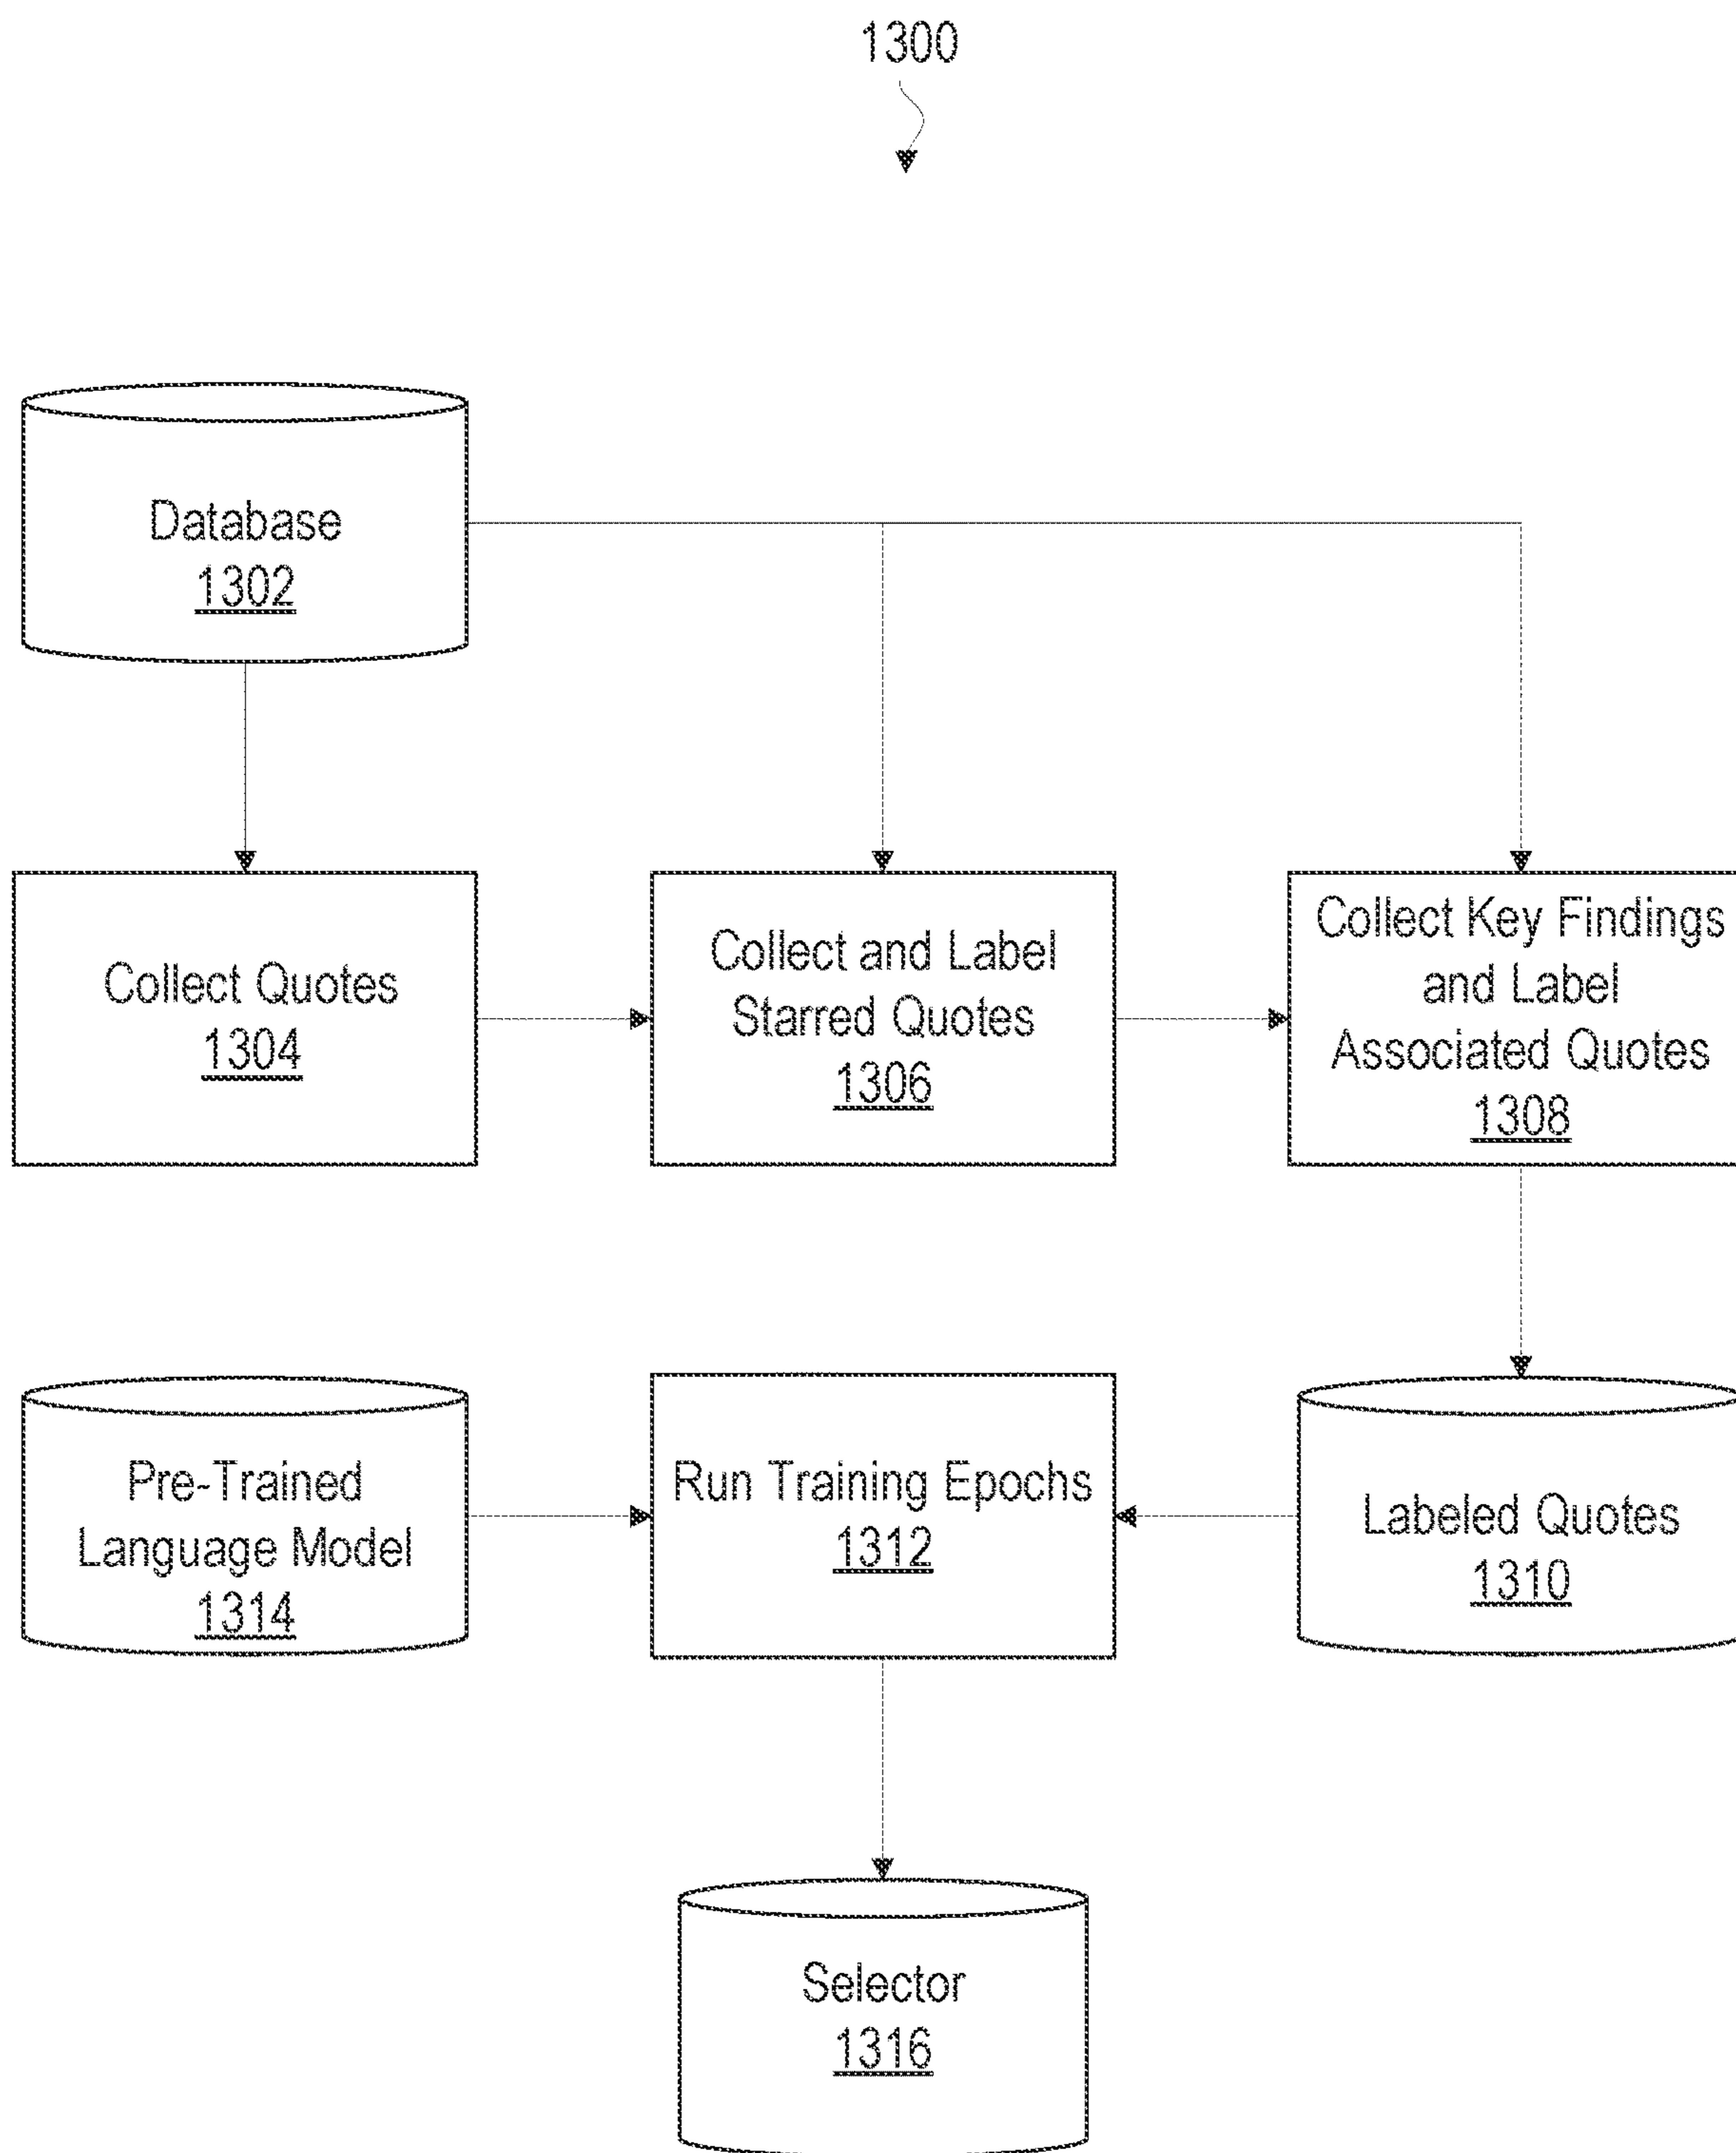 1300
Database
1302
Collect Quotes
1304
Collect and Label
Starred Quotes
1306
Collect Key Findings
and Label
Associated Quotes
1308
Pre-Trained
Language Model
1314
Run Training Epochs
1312
Labeled Quotes
1310
Selector
1316